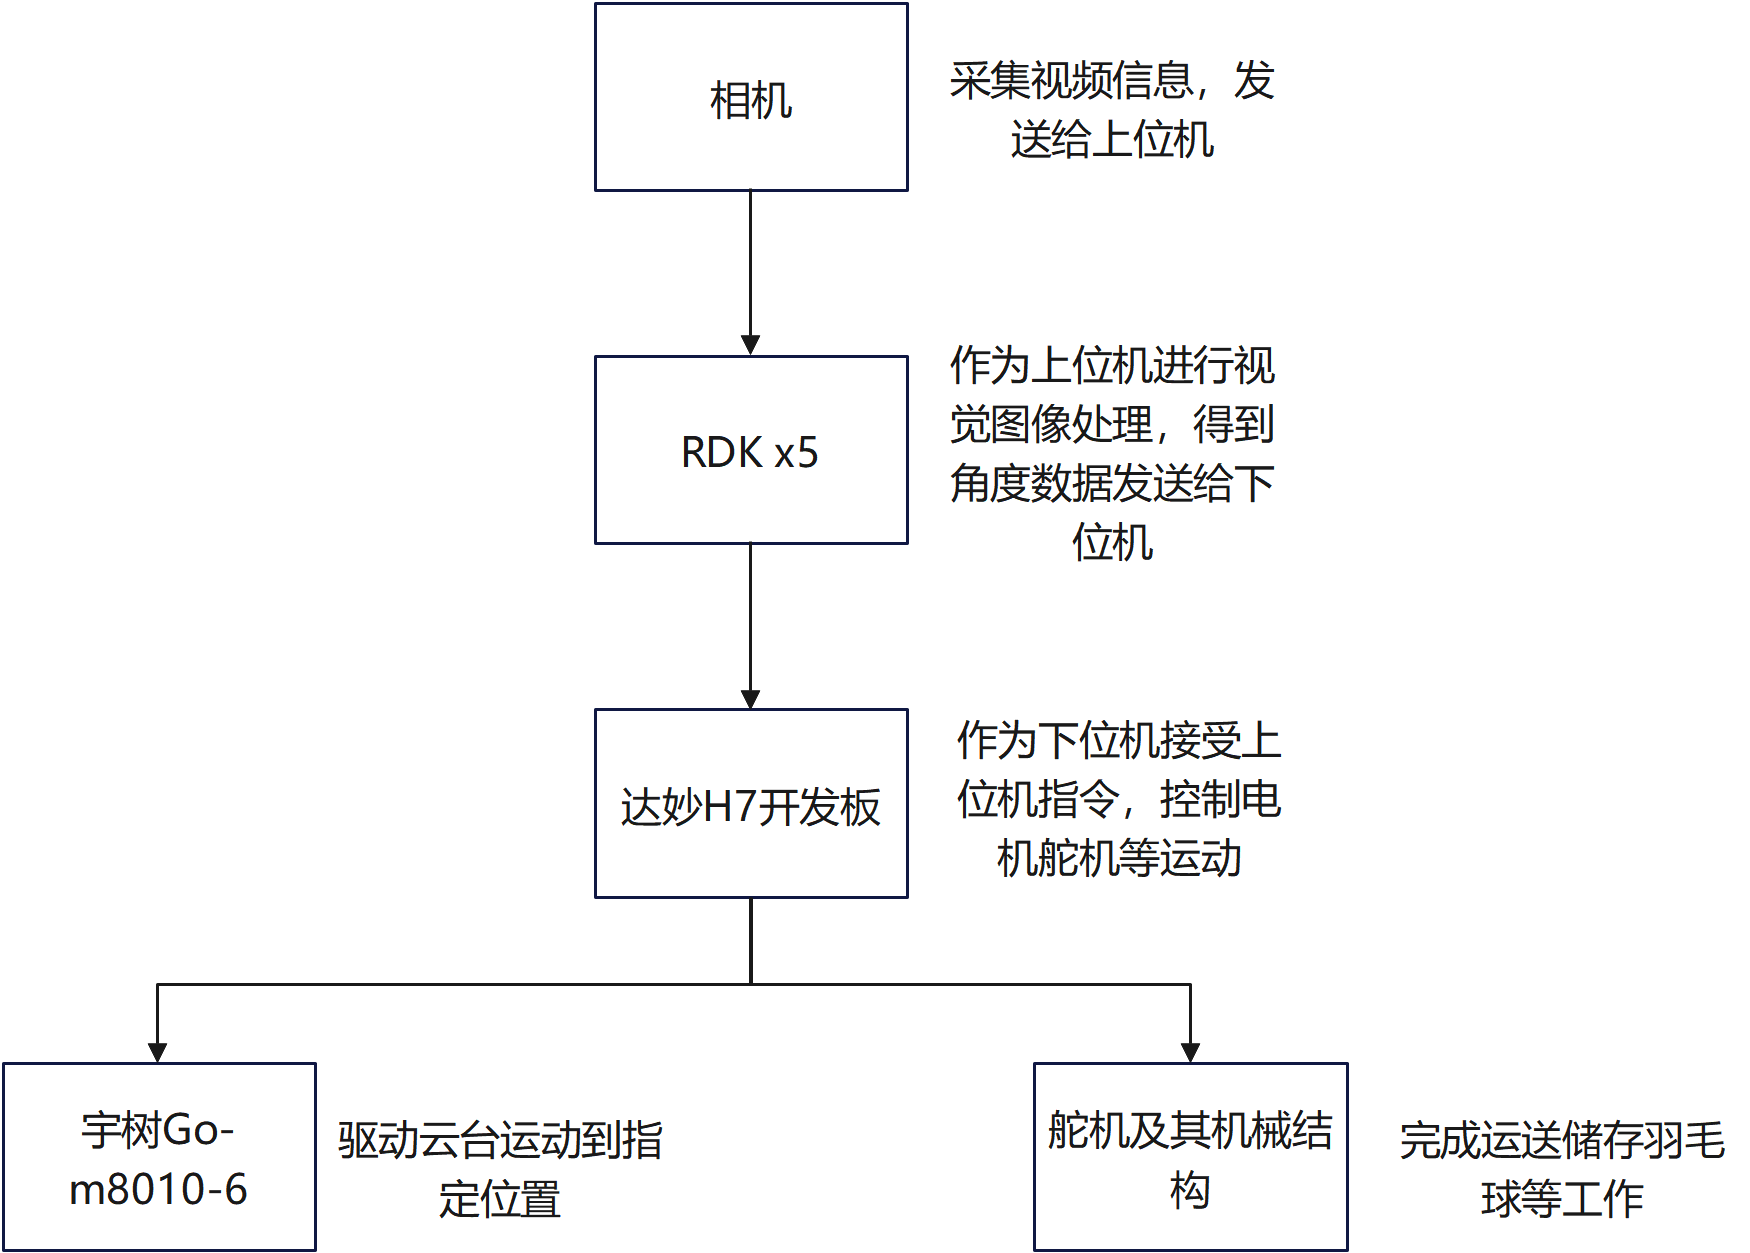 相机
采集视频信息，发
送给上位机
RDK x5
作为上位机进行视
觉图像处理，得到
角度数据发送给下
位机
达妙H7开发板
作为下位机接受上
位机指令，控制电
机舵机等运动
宇树Go-
m8010-6
驱动云台运动到指
定位置
舵机及其机械结
构
完成运送储存羽毛
球等工作